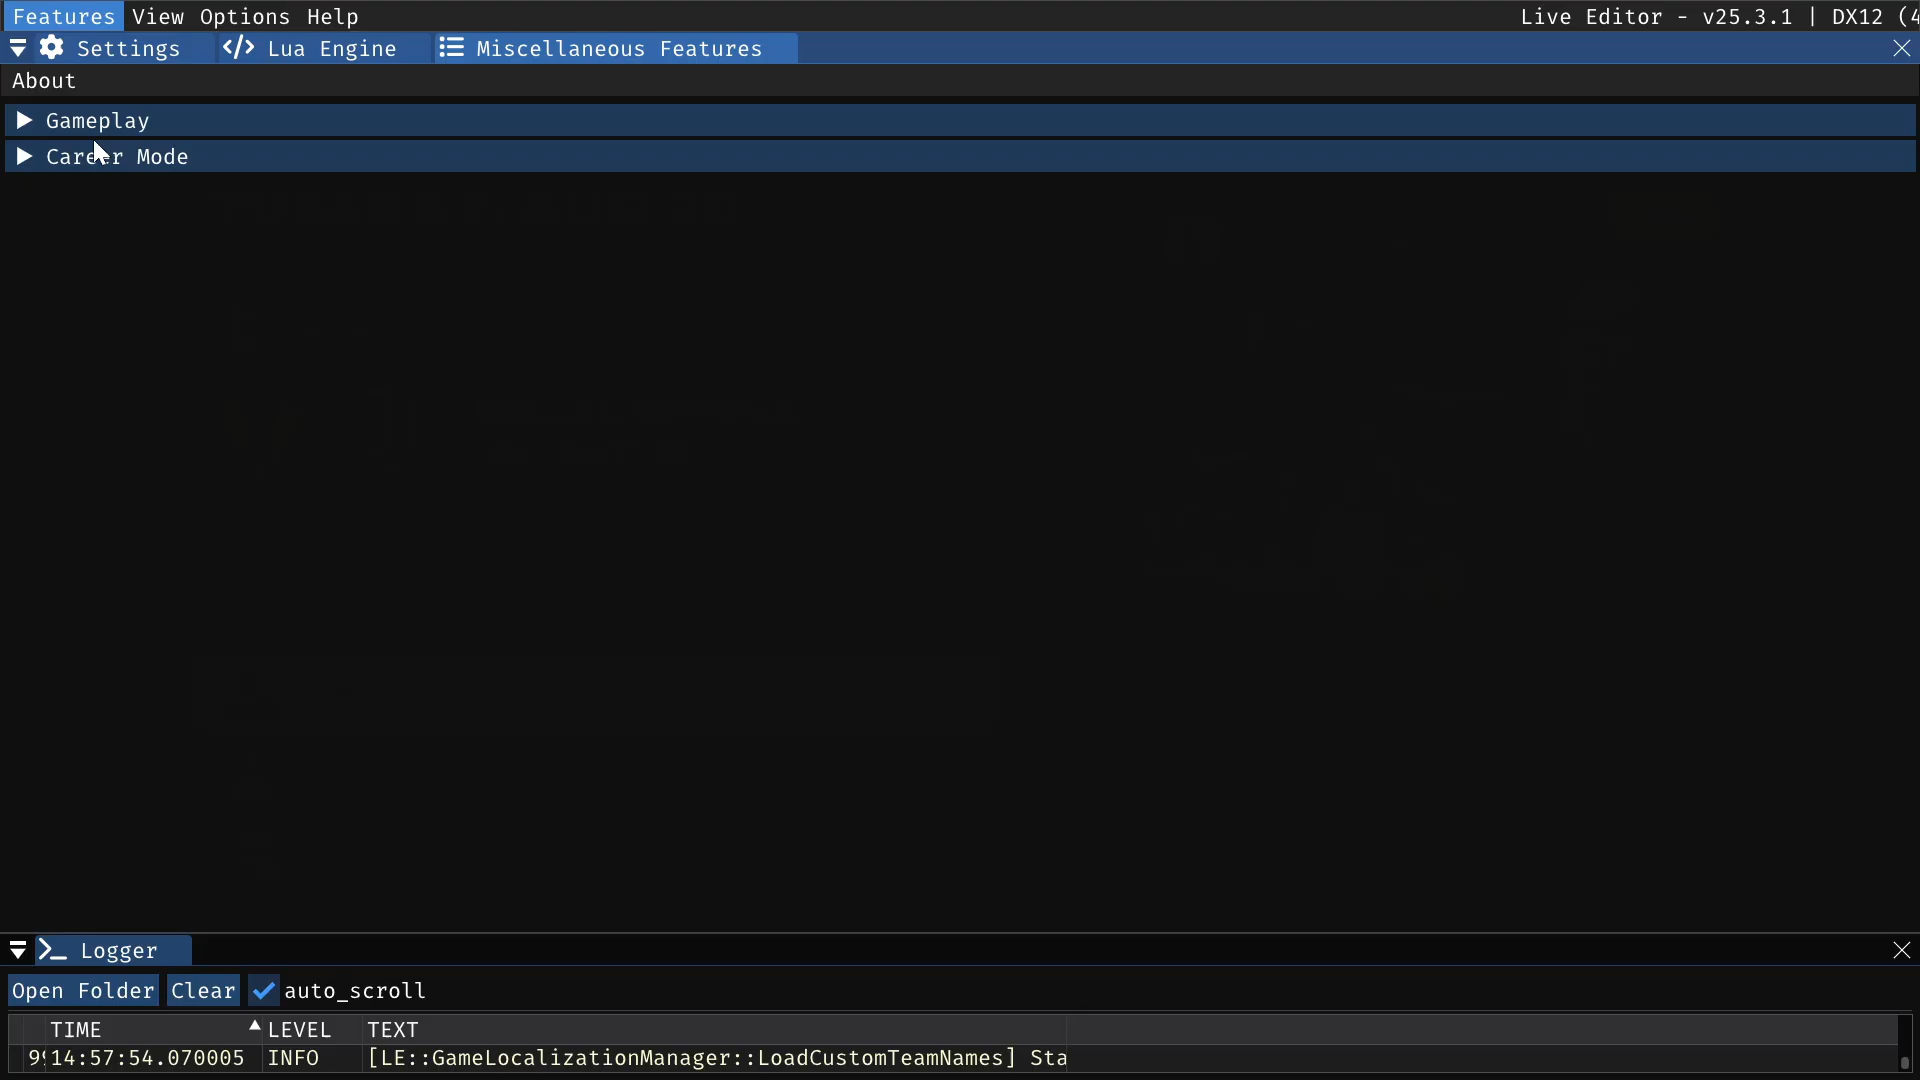 Features View Options Help Live Editor - v25.3.1 | DX12 (4
Settings </> Lua Engine Miscellaneous Features
About
Gameplay
Career Mode
Logger
Open Folder Clear auto_scroll
TIME LEVEL TEXT
14:57:54.070005 INFO [LE::GameLocalizationManager::LoadCustomTeamNames] Sta